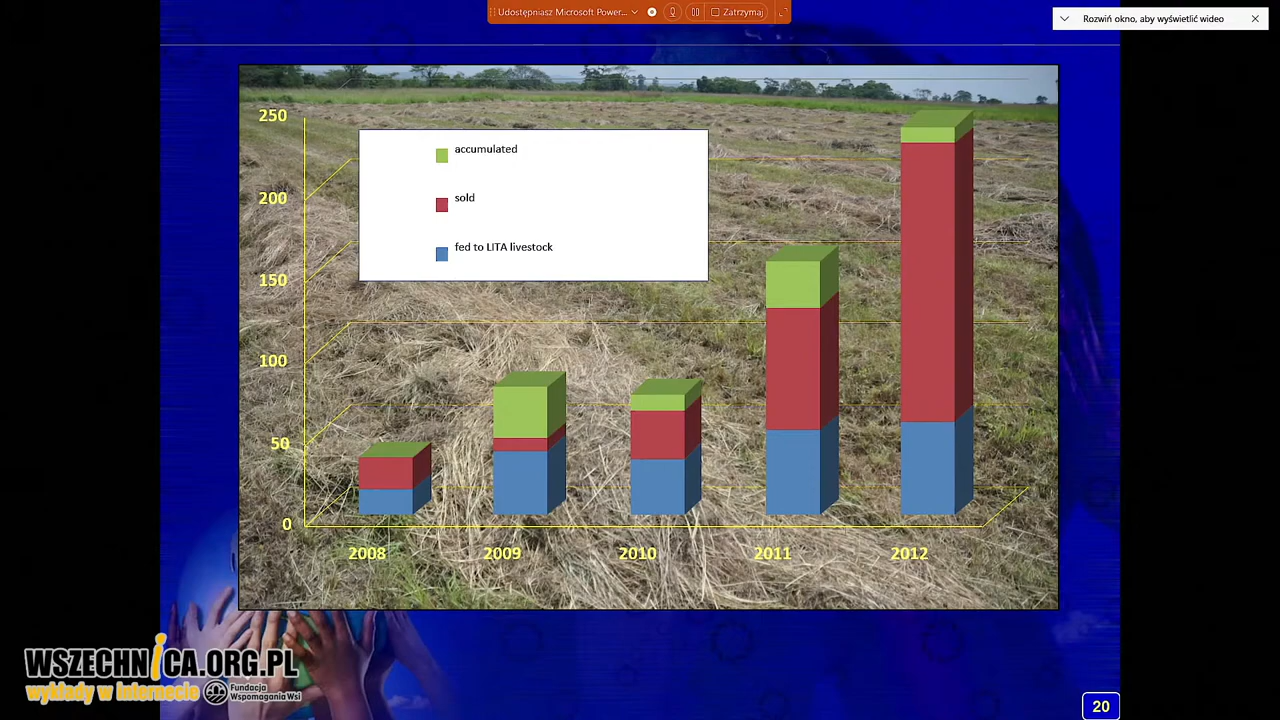 Udostępniasz Microsoft Power...
Zatrzymaj
Rozwiń okno, aby wyświetlić wideo
250
200
150
100
50
0
accumulated
sold
fed to LITA livestock
2008 2009 2010 2011 2012
WSZECHNiCA.ORG.PL
wykłady w internecie
Fundacja
Wspomagania Wsi
20